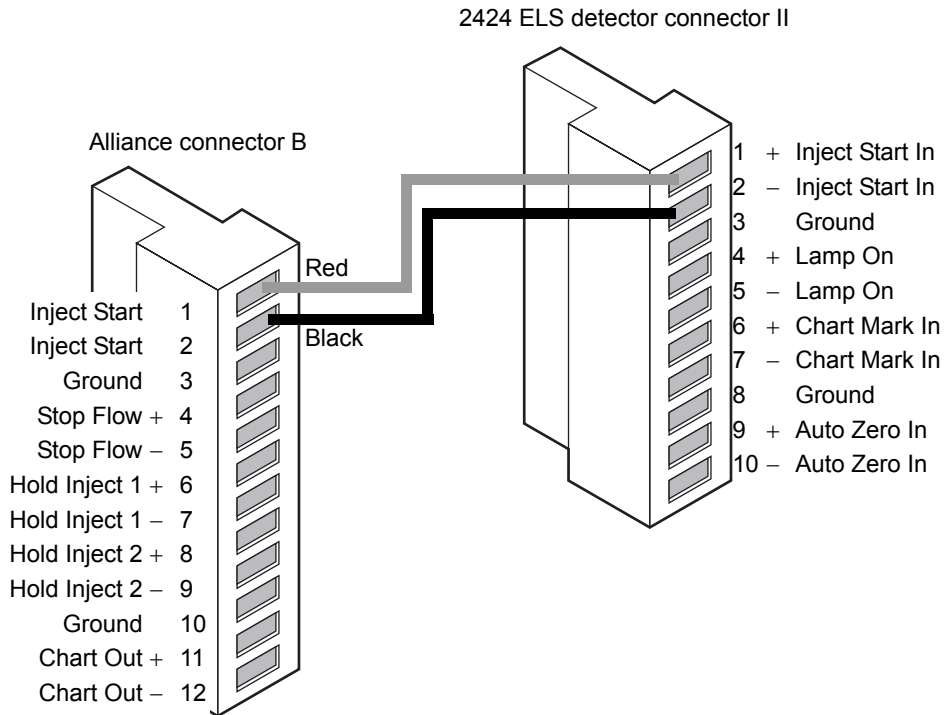 2424 ELS detector connector II
1 + Inject Start In
2 − Inject Start In
3 Ground
4 + Lamp On
5 − Lamp On
6 + Chart Mark In
7 − Chart Mark In
8 Ground
9 + Auto Zero In
10 − Auto Zero In
Alliance connector B
Red
Black
Inject Start 1
Inject Start 2
Ground 3
Stop Flow + 4
Stop Flow − 5
Hold Inject 1 + 6
Hold Inject 1 − 7
Hold Inject 2 + 8
Hold Inject 2 − 9
Ground 10
Chart Out + 11
Chart Out − 12